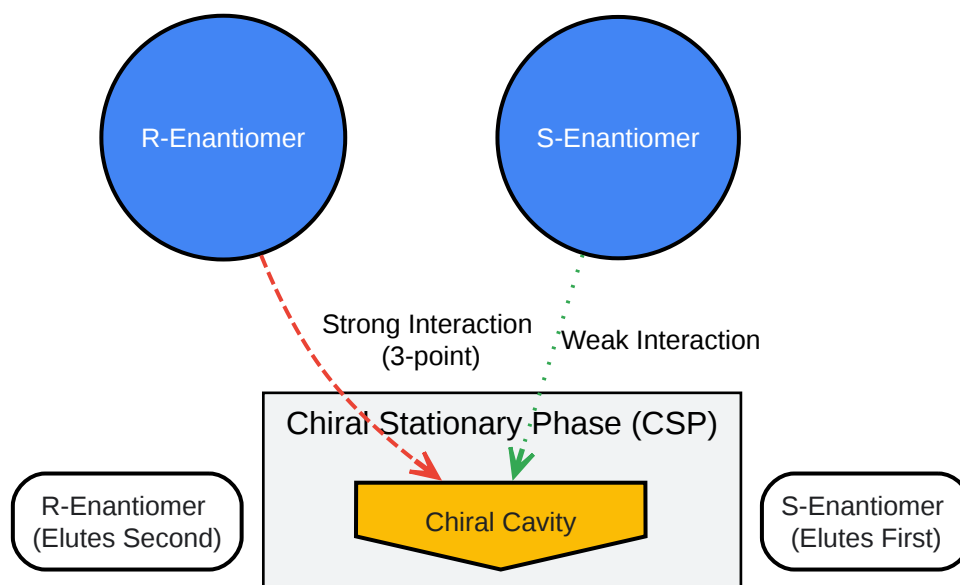 R-Enantiomer
S-Enantiomer
Strong Interaction
(3-point)
Weak Interaction
Chiral Stationary Phase (CSP)
R-Enantiomer
(Elutes Second)
Chiral Cavity
S-Enantiomer
(Elutes First)